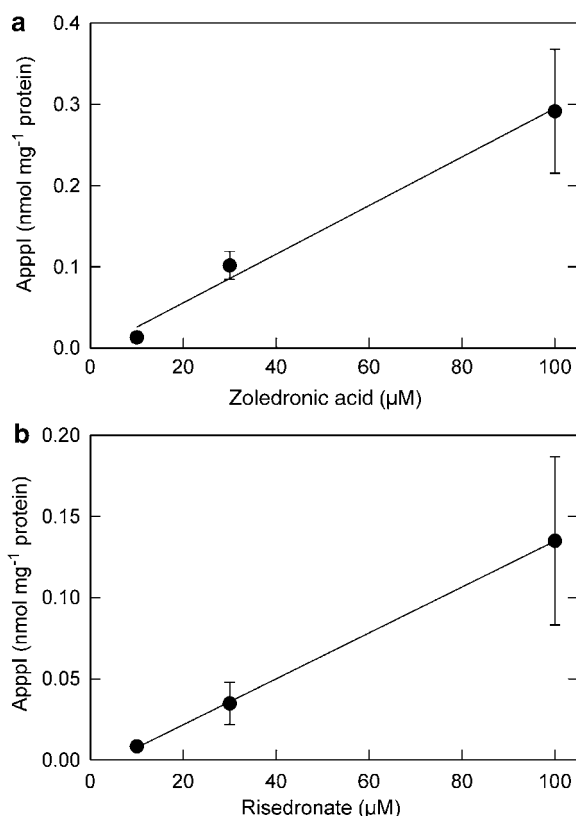 a
ApppI (nmol mg⁻¹ protein)
0.4
0.3
0.2
0.1
0.0
0 20 40 60 80 100
Zoledronic acid (µM)
b
ApppI (nmol mg⁻¹ protein)
0.20
0.15
0.10
0.05
0.00
0 20 40 60 80 100
Risedronate (µM)